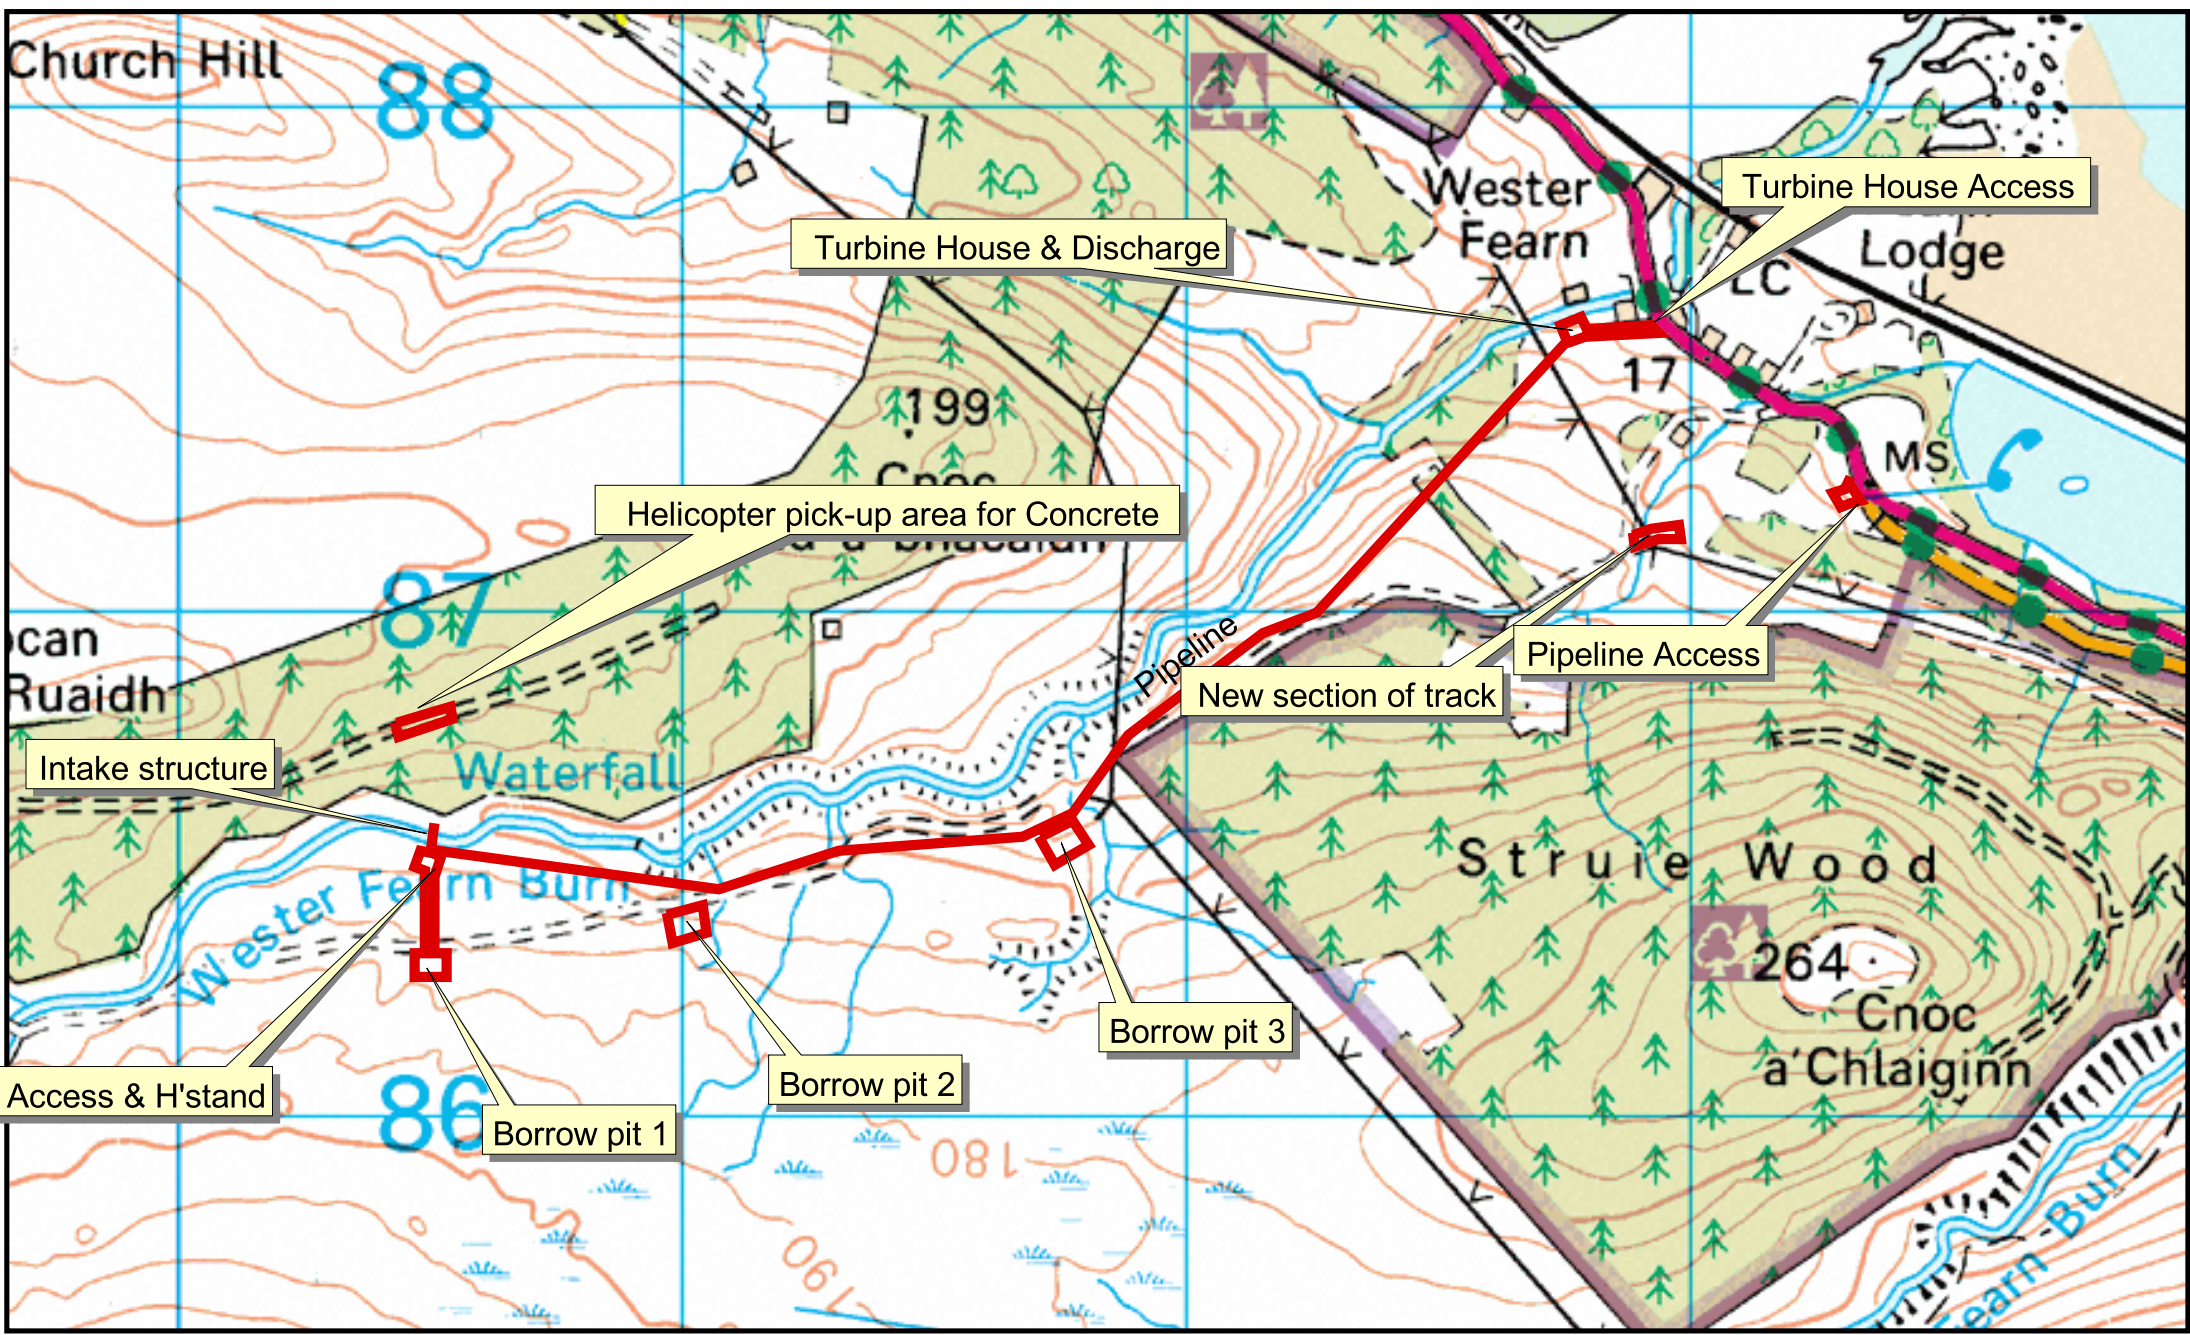 Church Hill
88
Wester
Fearn
Turbine House Access
Lodge
LC
Turbine House & Discharge
17
199
MS
Cnoc
Helicopter pick-up area for Concrete
87
Pipeline
Pipeline Access
New section of track
ocan
Ruaidh
Intake structure
Waterfall
Wester Fearn Burn
Struie Wood
264
Cnoc
a'Chlaiginn
Borrow pit 3
Borrow pit 2
Access & H'stand
86
Borrow pit 1
180
190
Fearn Burn